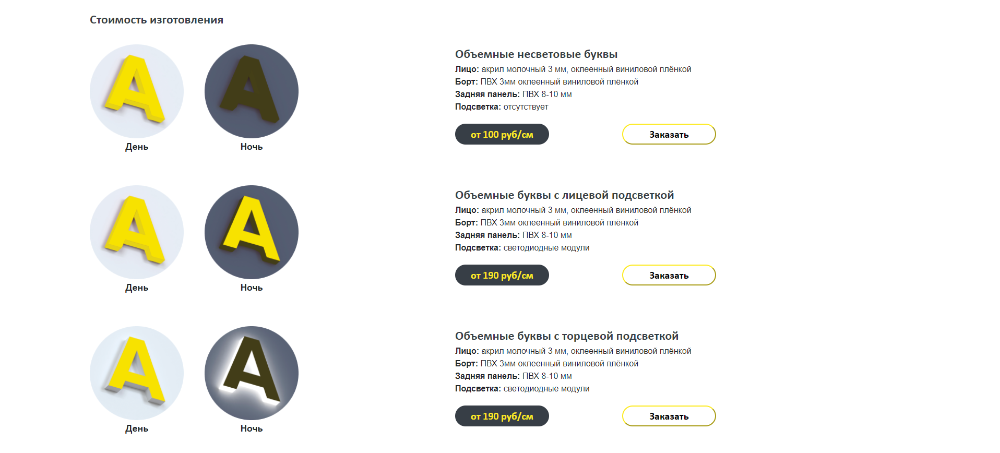 Стоимость изготовления
День
Ночь
Объемные несветовые буквы
Лицо: акрил молочный 3 мм, оклеенный виниловой плёнкой
Борт: ПВХ 3мм оклеенный виниловой плёнкой
Задняя панель: ПВХ 8-10 мм
Подсветка: отсутствует
от 100 руб/см
Заказать
День
Ночь
Объемные буквы с лицевой подсветкой
Лицо: акрил молочный 3 мм, оклеенный виниловой плёнкой
Борт: ПВХ 3мм оклеенный виниловой плёнкой
Задняя панель: ПВХ 8-10 мм
Подсветка: светодиодные модули
от 190 руб/см
Заказать
День
Ночь
Объемные буквы с торцевой подсветкой
Лицо: акрил молочный 3 мм, оклеенный виниловой плёнкой
Борт: ПВХ 3мм оклеенный виниловой плёнкой
Задняя панель: ПВХ 8-10 мм
Подсветка: светодиодные модули
от 190 руб/см
Заказать